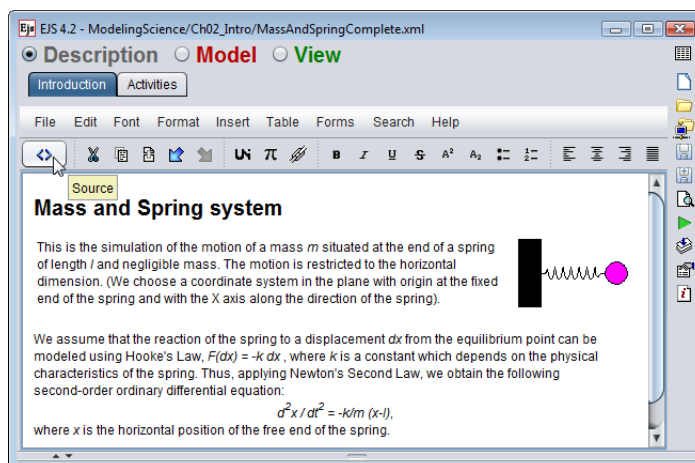 Ejs EJS 4.2 - ModelingScience/Ch02_Intro/MassAndSpringComplete.xml
Description Model View
Introduction Activities
File Edit Font Format Insert Table Forms Search Help
<> Uñ π B I U S A² A₂
Source
Mass and Spring system
This is the simulation of the motion of a mass m situated at the end of a spring
of length l and negligible mass. The motion is restricted to the horizontal
dimension. (We choose a coordinate system in the plane with origin at the fixed
end of the spring and with the X axis along the direction of the spring).
We assume that the reaction of the spring to a displacement dx from the equilibrium point can be
modeled using Hooke's Law, F(dx) = -k dx , where k is a constant which depends on the physical
characteristics of the spring. Thus, applying Newton's Second Law, we obtain the following
second-order ordinary differential equation:
d²x / dt² = -k/m (x-l),
where x is the horizontal position of the free end of the spring.